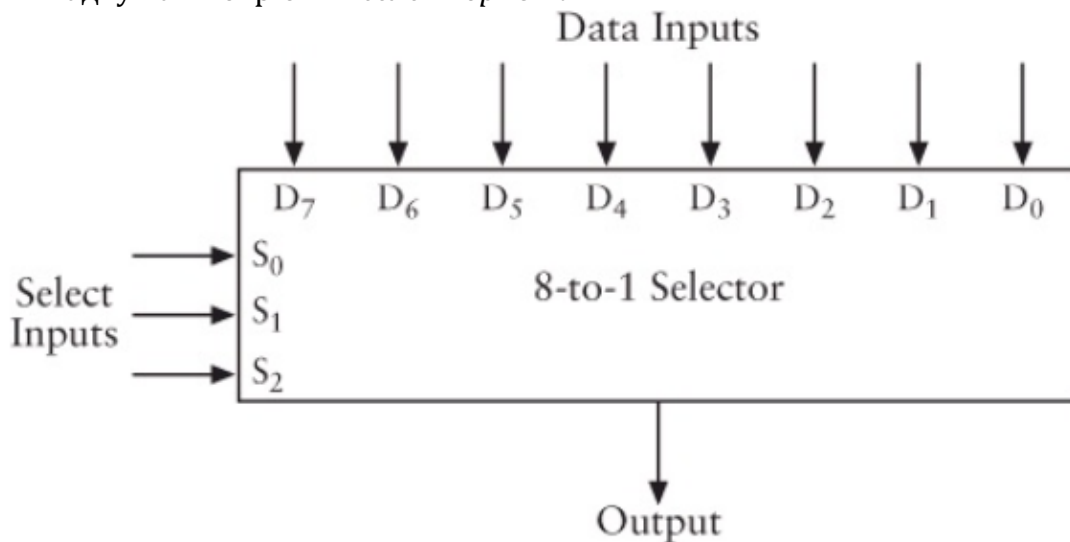 Data Inputs
D₇ D₆ D₅ D₄ D₃ D₂ D₁ D₀
S₀
8-to-1 Selector
Select
Inputs
S₁
S₂
Output